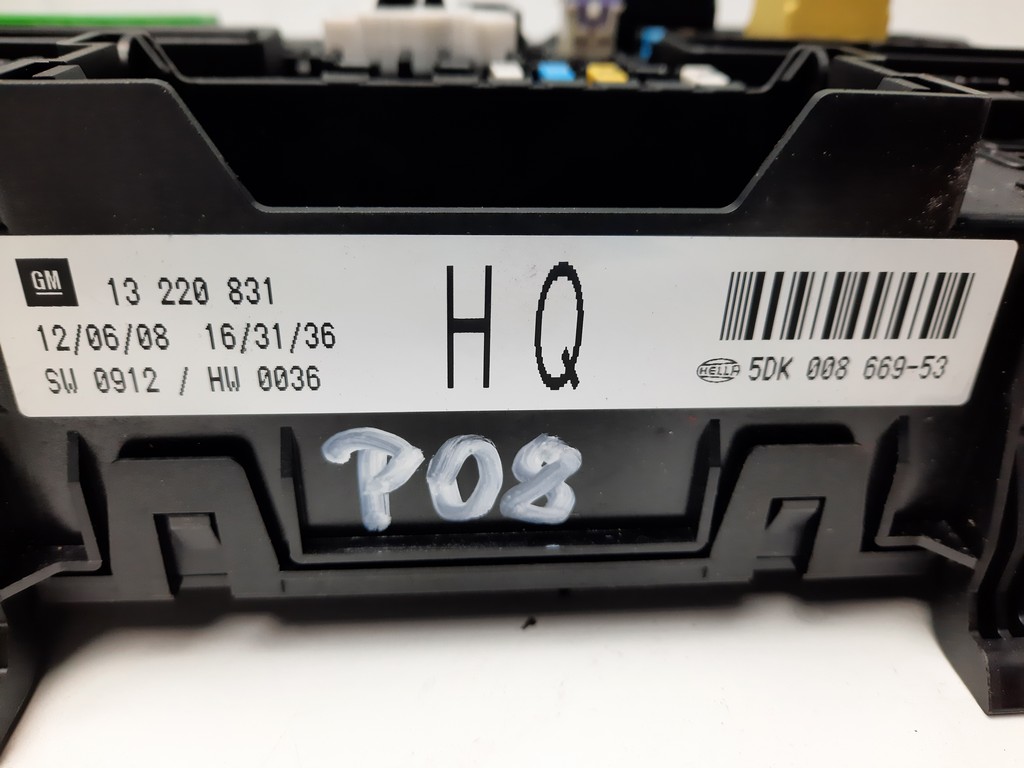 GM 13 220 831
12/06/08 16/31/36
SW 0912 / HW 0036
H Q
HELLA 5DK 008 669-53
P08